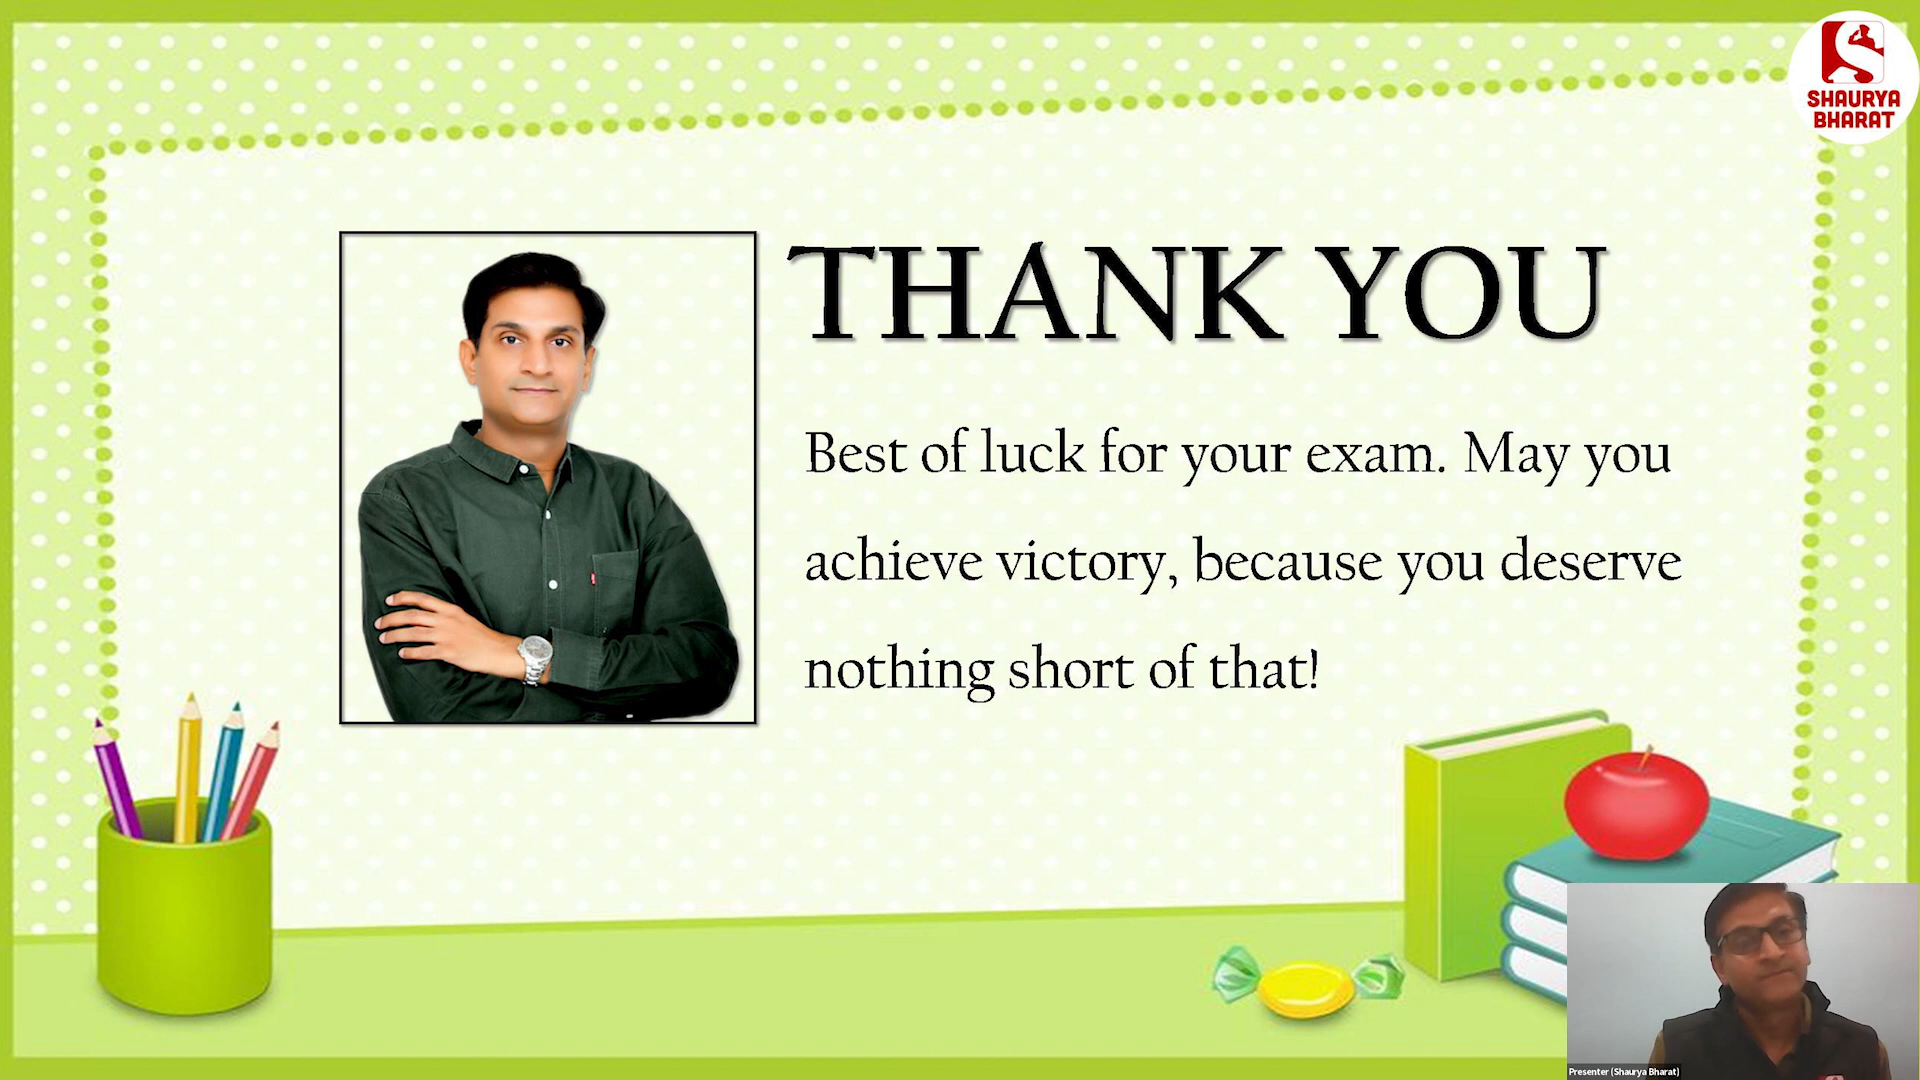 SHAURYA
BHARAT
THANK YOU
Best of luck for your exam. May you
achieve victory, because you deserve
nothing short of that!
Presenter (Shaurya Bharat)